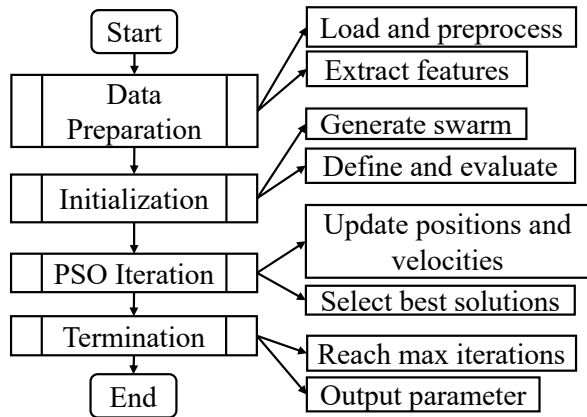 Start
Data
Preparation
Load and preprocess
Extract features
Initialization
Generate swarm
Define and evaluate
PSO Iteration
Update positions and
velocities
Select best solutions
Termination
Reach max iterations
Output parameter
End